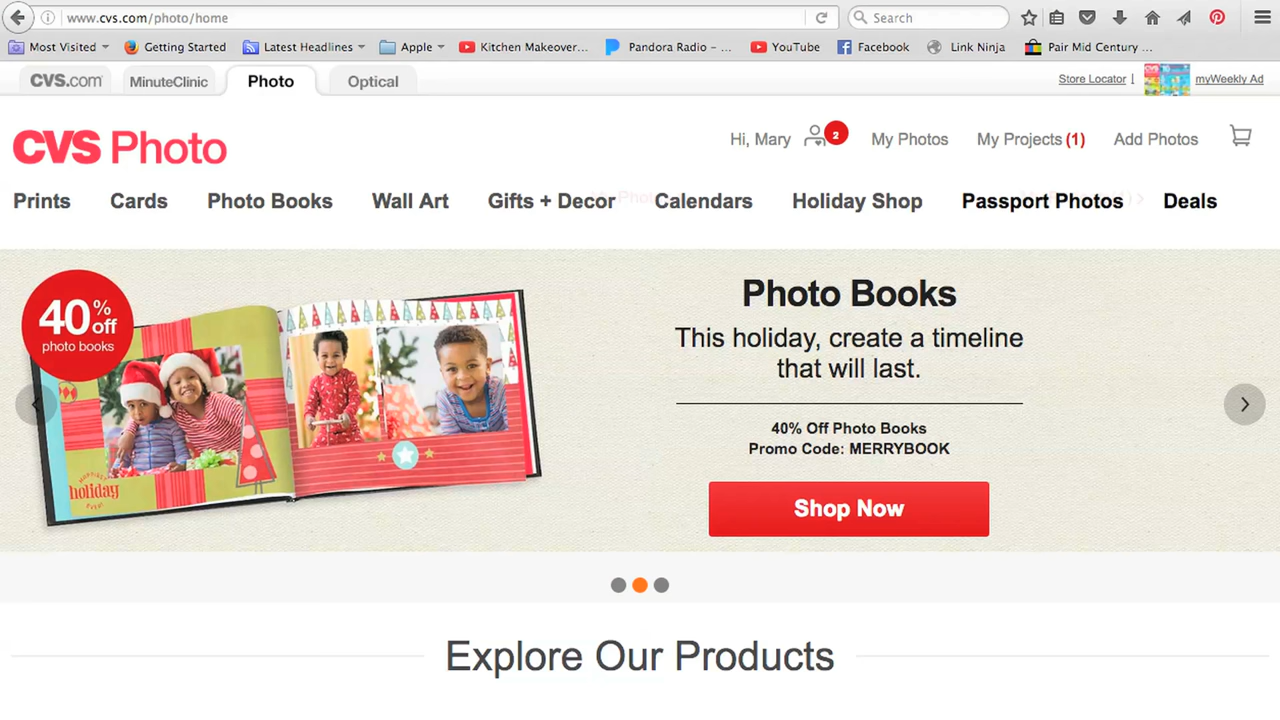 www.cvs.com/photo/home
Search
Most Visited
Getting Started
Latest Headlines
Apple
Kitchen Makeover...
Pandora Radio – ...
YouTube
Facebook
Link Ninja
Pair Mid Century ...
CVS.com
MinuteClinic
Photo
Optical
Store Locator
myWeekly Ad
CVS Photo
Hi, Mary
2
My Photos
My Projects (1)
Add Photos
Prints
Cards
Photo Books
Wall Art
Gifts + Decor
Calendars
Holiday Shop
Passport Photos
Deals
40% off
photo books
holiday
Photo Books
This holiday, create a timeline
that will last.
40% Off Photo Books
Promo Code: MERRYBOOK
Shop Now
Explore Our Products